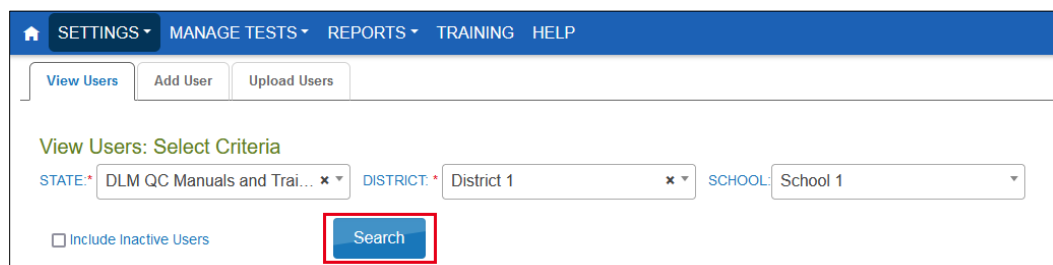 SETTINGS MANAGE TESTS REPORTS TRAINING HELP
View Users Add User Upload Users
View Users: Select Criteria
STATE:* DLM QC Manuals and Trai... × DISTRICT: * District 1 × SCHOOL: School 1
Include Inactive Users Search